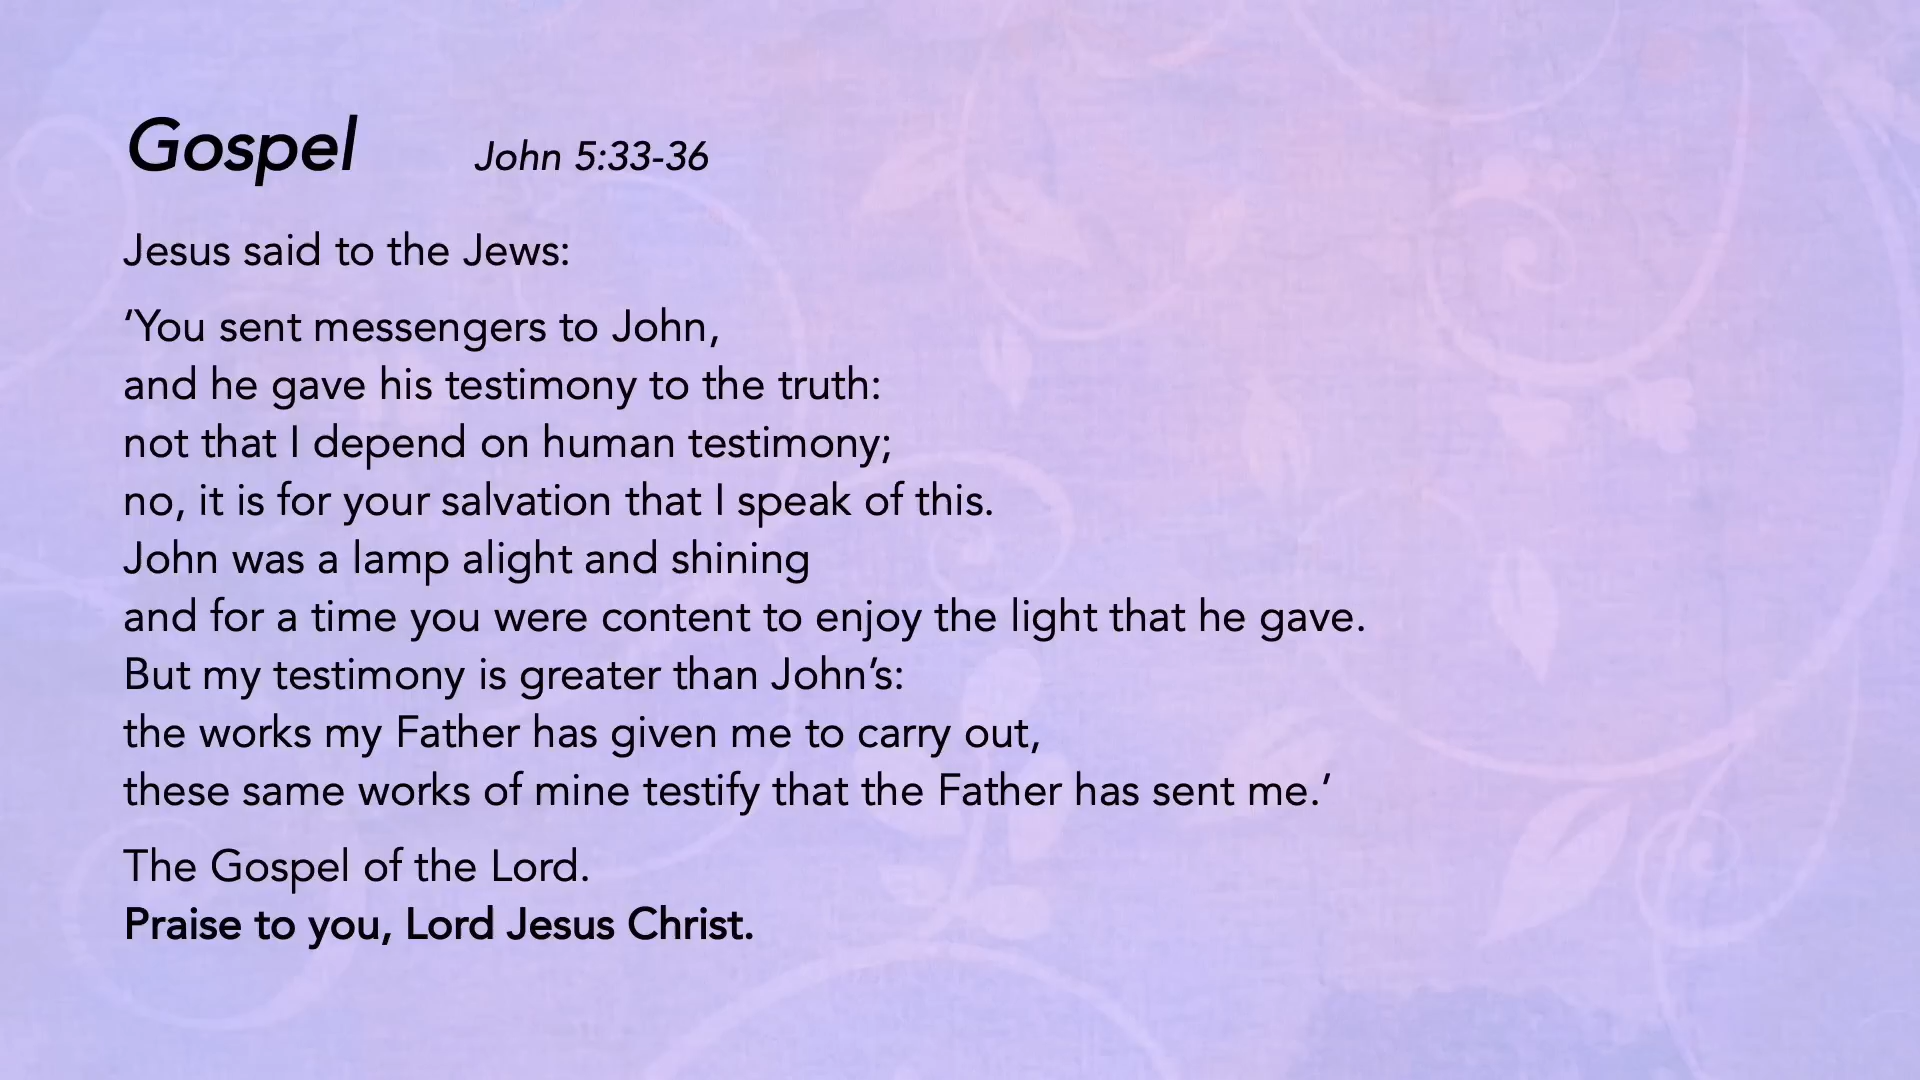 Gospel John 5:33-36
Jesus said to the Jews:
‘You sent messengers to John,
and he gave his testimony to the truth:
not that I depend on human testimony;
no, it is for your salvation that I speak of this.
John was a lamp alight and shining
and for a time you were content to enjoy the light that he gave.
But my testimony is greater than John’s:
the works my Father has given me to carry out,
these same works of mine testify that the Father has sent me.’
The Gospel of the Lord.
Praise to you, Lord Jesus Christ.